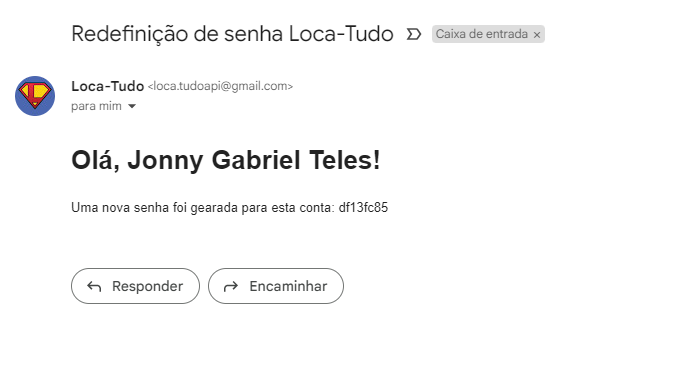 Redefinição de senha Loca-Tudo Caixa de entrada ×
Loca-Tudo <loca.tudoapi@gmail.com>
para mim
Olá, Jonny Gabriel Teles!
Uma nova senha foi gearada para esta conta: df13fc85
Responder Encaminhar